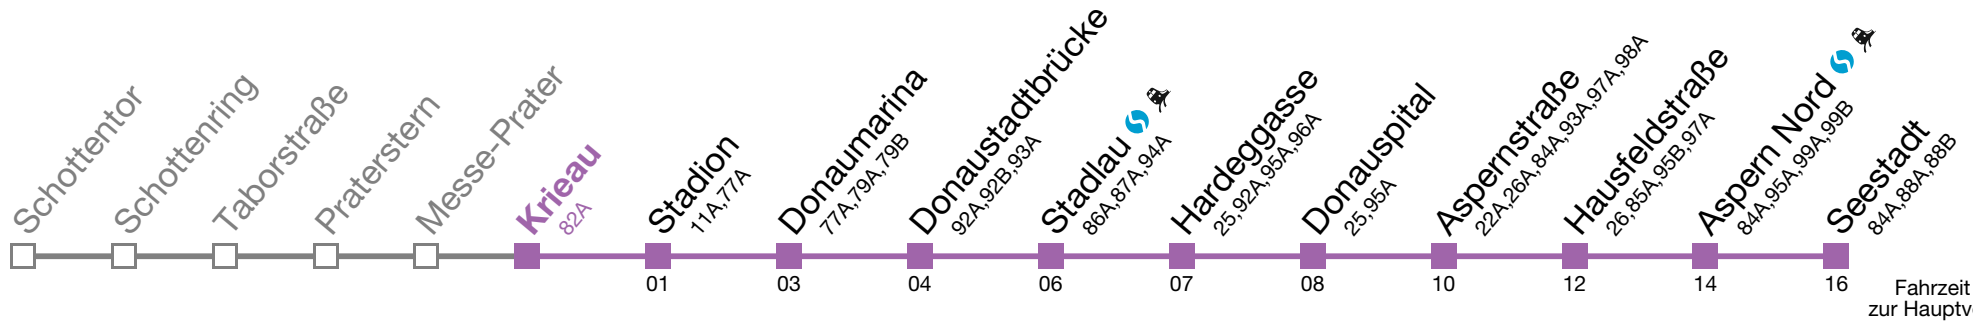 Schottentor
Schottenring
Taborstraße
Praterstern
Messe-Prater
Krieau
82A
Stadion
11A,77A
Donaumarina
77A,79A,79B
Donaustadtbrücke
92A,92B,93A
Stadlau
86A,87A,94A
Hardeggasse
25,92A,95A,96A
Donauspital
25,95A
Aspernstraße
22A,26A,84A,93A,97A,98A
Hausfeldstraße
26,85A,95B,97A
Aspern Nord
84A,95A,99A,99B
Seestadt
84A,88A,88B
01 03 04 06 07 08 10 12 14 16
Fahrzeit
zur Hauptv